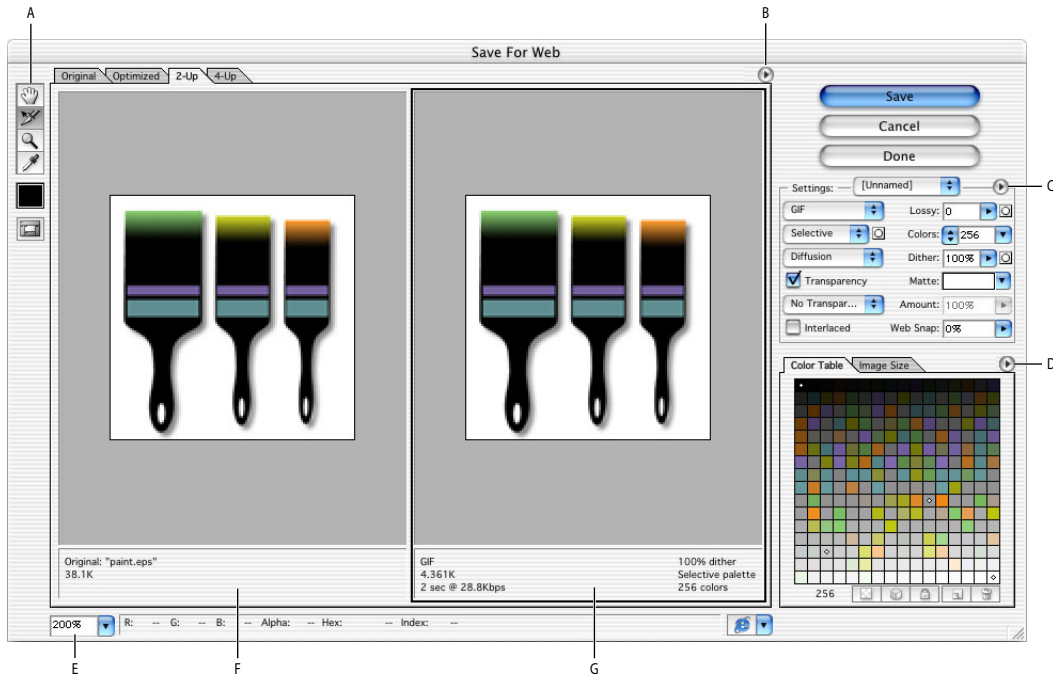 A
B
Save For Web
Original Optimized 2-Up 4-Up
Save
Cancel
Done
Settings: [Unnamed]
C
GIF Lossy: 0
Selective Colors: 256
Diffusion Dither: 100%
Transparency Matte:
No Transpar... Amount: 100%
Interlaced Web Snap: 0%
Color Table Image Size
D
Original: "paint.eps"
38.1K
GIF
4.361K
2 sec @ 28.8Kbps
100% dither
Selective palette
256 colors
256
200% R: -- G: -- B: -- Alpha: -- Hex: -- Index: --
E
F
G